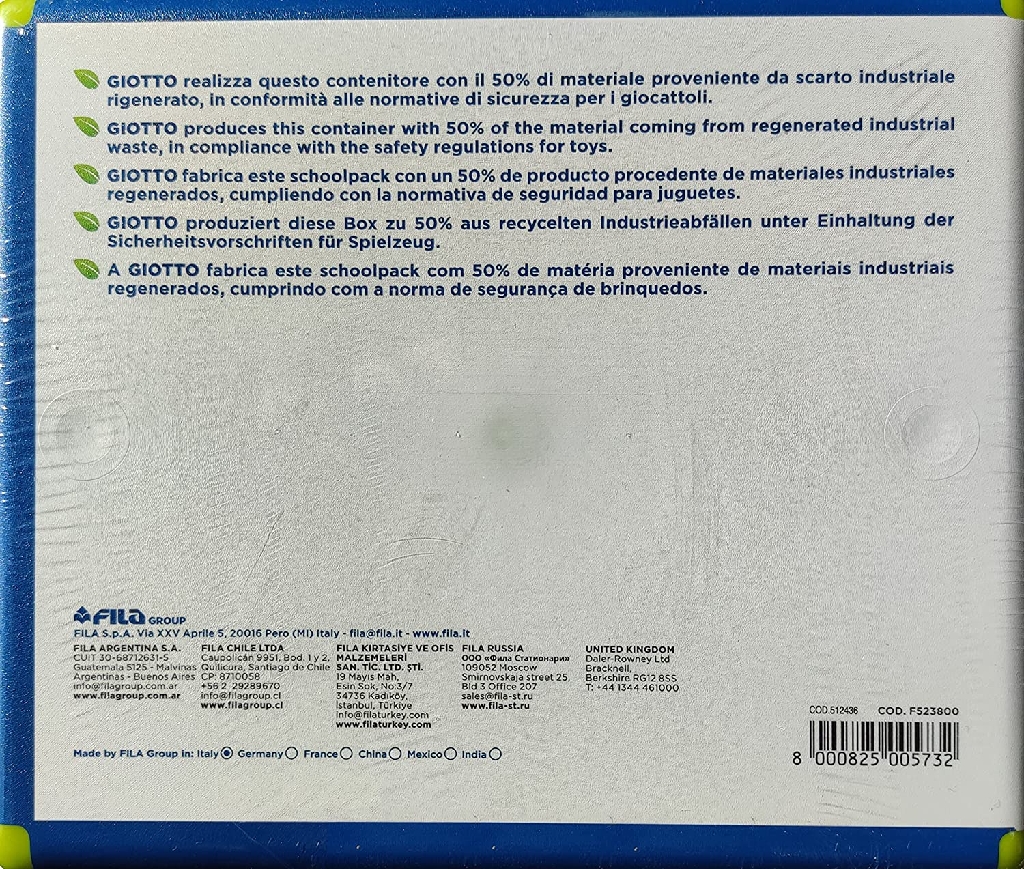 GIOTTO realizza questo contenitore con il 50% di materiale proveniente da scarto industriale
rigenerato, in conformità alle normative di sicurezza per i giocattoli.
GIOTTO produces this container with 50% of the material coming from regenerated industrial
waste, in compliance with the safety regulations for toys.
GIOTTO fabrica este schoolpack con un 50% de producto procedente de materiales industriales
regenerados, cumpliendo con la normativa de seguridad para juguetes.
GIOTTO produziert diese Box zu 50% aus recycelten Industrieabfällen unter Einhaltung der
Sicherheitsvorschriften für Spielzeug.
A GIOTTO fabrica este schoolpack com 50% de matéria proveniente de materiais industriais
regenerados, cumprindo com a norma de segurança de brinquedos.
FILA GROUP
FILA S.p.A. Via XXV Aprile 5, 20016 Pero (MI) Italy - fila@fila.it - www.fila.it
FILA ARGENTINA S.A.
CUIT 30-68712631-5
Guatemala 5125 - Malvinas
Argentinas - Buenos Aires
info@filagroup.com.ar
www.filagroup.com.ar
FILA CHILE LTDA
Caupolicán 9951, Bod. 1 y 2,
Quilicura, Santiago de Chile
CP: 8710058
+56 2 29289670
info@filagroup.cl
www.filagroup.cl
FILA KIRTASİYE VE OFİS
MALZEMELERİ
SAN. TİC. LTD. ŞTİ.
19 Mayıs Mah.
Esin Sok. No:3/7
34736 Kadıköy,
İstanbul, Türkiye
info@filaturkey.com
www.filaturkey.com
FILA RUSSIA
ООО «Фила Стационари»
109052 Moscow
Smirnovskaja street 25
Bld 3 Office 207
sales@fila-st.ru
www.fila-st.ru
UNITED KINGDOM
Daler-Rowney Ltd
Bracknell,
Berkshire RG12 8SS
T: +44 1344 461000
COD.512436 COD. F523800
8 000825 005732
Made by FILA Group in: Italy Germany France China Mexico India